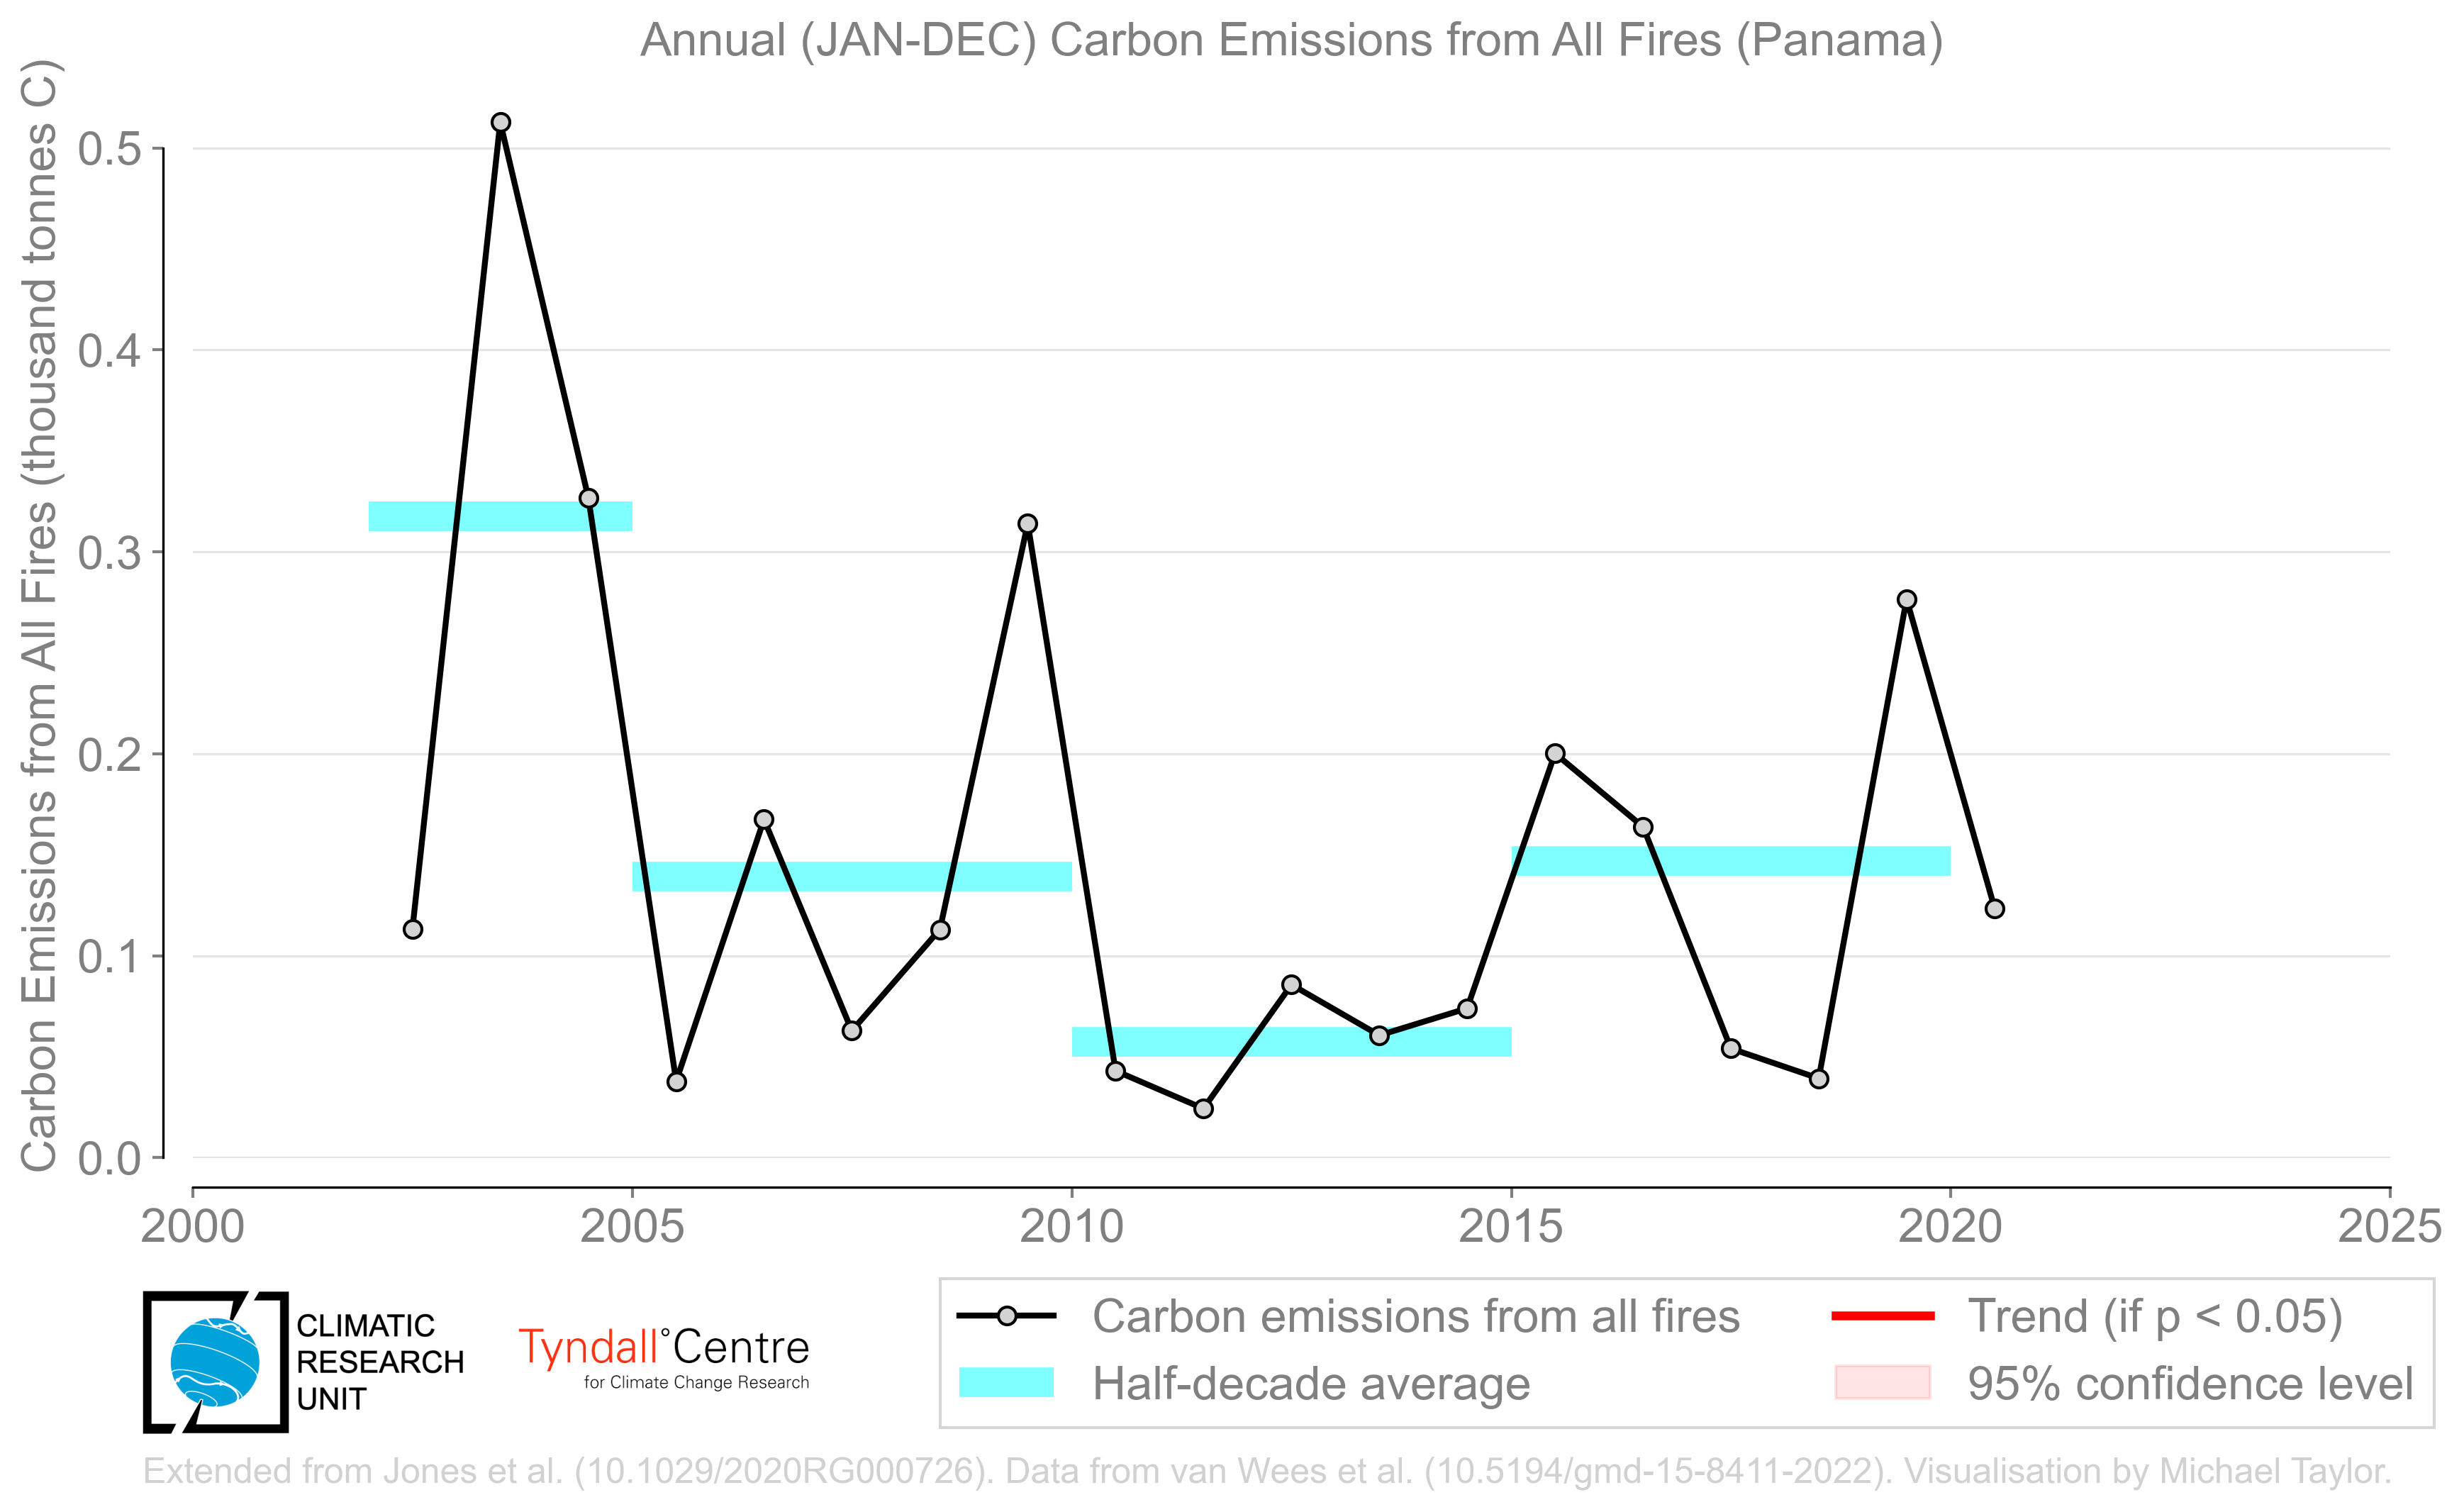 Annual (JAN-DEC) Carbon Emissions from All Fires (Panama)
Carbon Emissions from All Fires (thousand tonnes C)
0.5
0.4
0.3
0.2
0.1
0.0
2000
2005
2010
2015
2020
2025
CLIMATIC
RESEARCH
UNIT
Tyndall°Centre
for Climate Change Research
Carbon emissions from all fires
Half-decade average
Trend (if p < 0.05)
95% confidence level
Extended from Jones et al. (10.1029/2020RG000726). Data from van Wees et al. (10.5194/gmd-15-8411-2022). Visualisation by Michael Taylor.